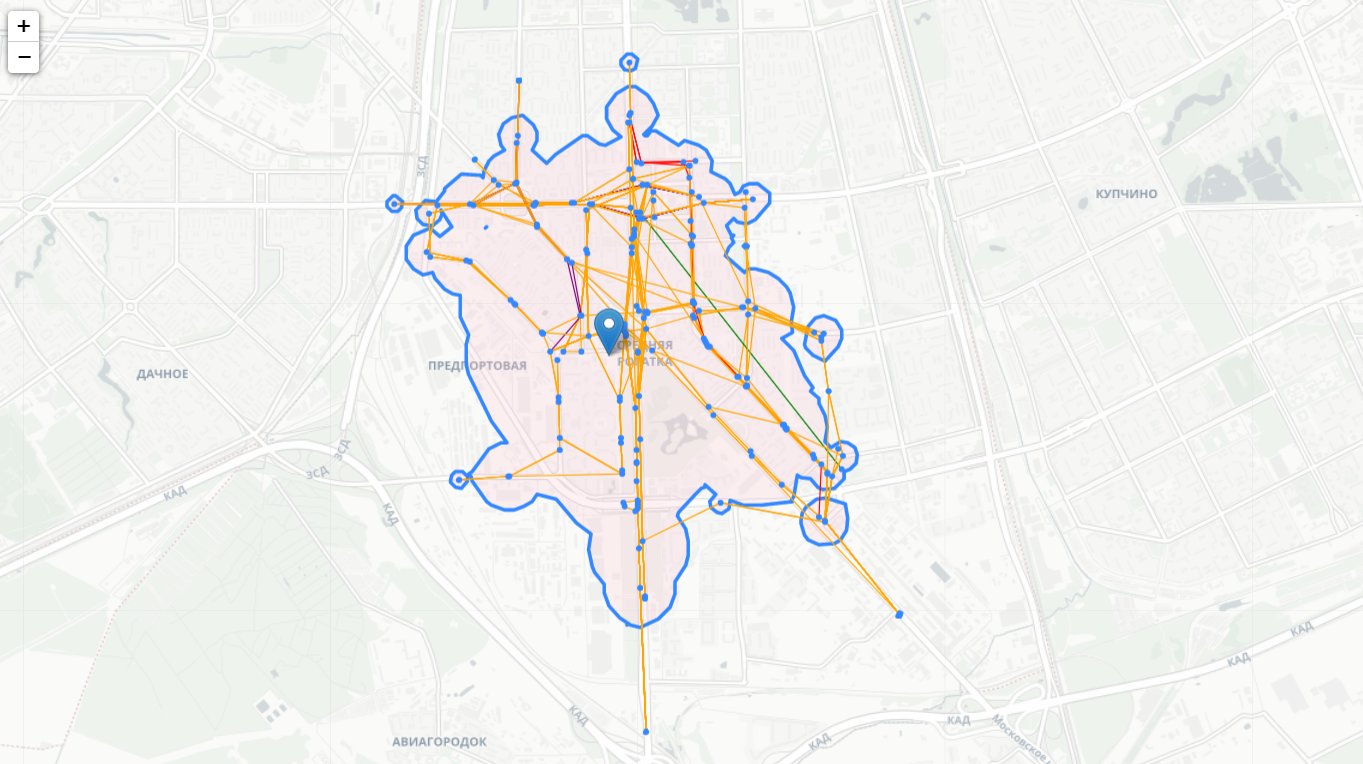 +
−
ЗСД
КУПЧИНО
СРЕДНЯЯ
РОГАТКА
ПРЕДПОРТОВАЯ
ДАЧНОЕ
ЗСД
ЗСД
КАД
КАД
КАД
КАД
КАД
КАД
КАД
Московское
АВИАГОРОДОК